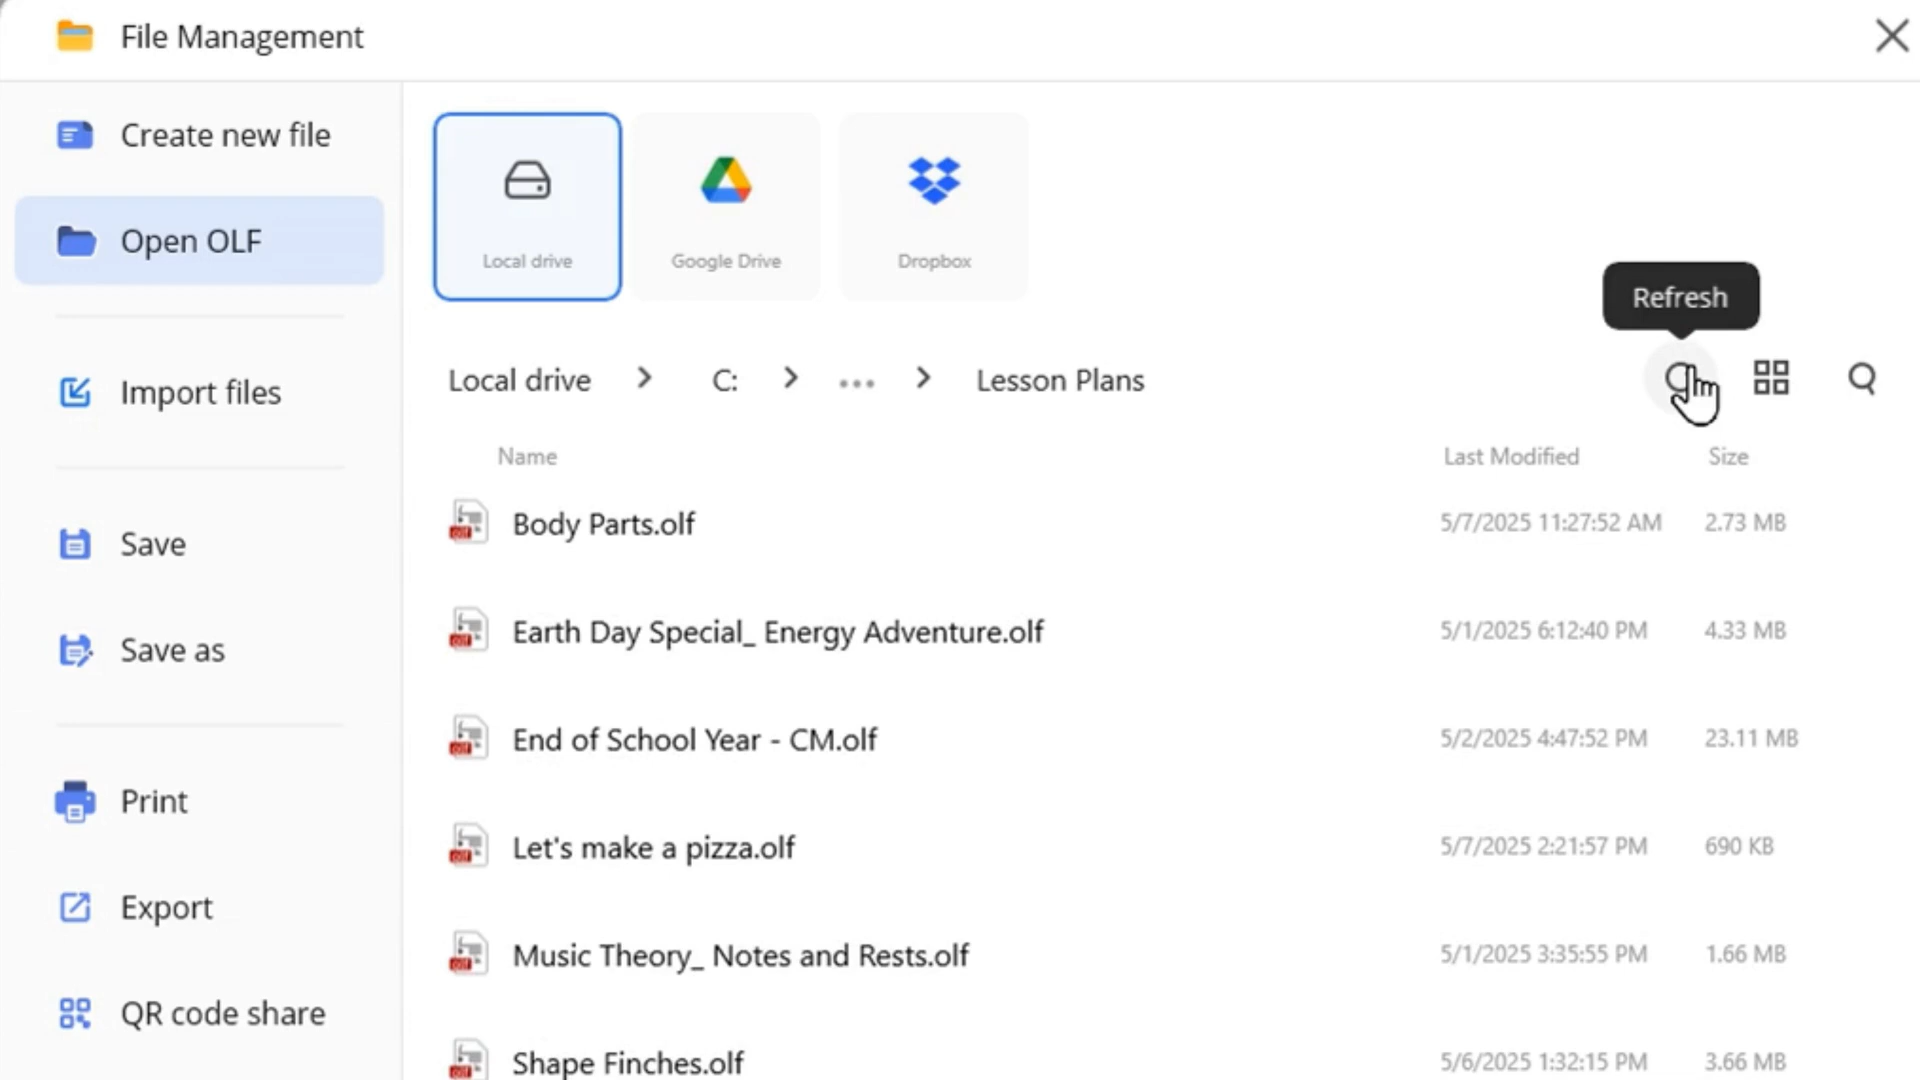 File Management
Create new file
Open OLF
Import files
Save
Save as
Print
Export
QR code share
Local drive
Google Drive
Dropbox
Refresh
Local drive > C: > ••• > Lesson Plans
Name Last Modified Size
Body Parts.olf 5/7/2025 11:27:52 AM 2.73 MB
Earth Day Special_ Energy Adventure.olf 5/1/2025 6:12:40 PM 4.33 MB
End of School Year - CM.olf 5/2/2025 4:47:52 PM 23.11 MB
Let's make a pizza.olf 5/7/2025 2:21:57 PM 690 KB
Music Theory_ Notes and Rests.olf 5/1/2025 3:35:55 PM 1.66 MB
Shape Finches.olf 5/6/2025 1:32:15 PM 3.66 MB